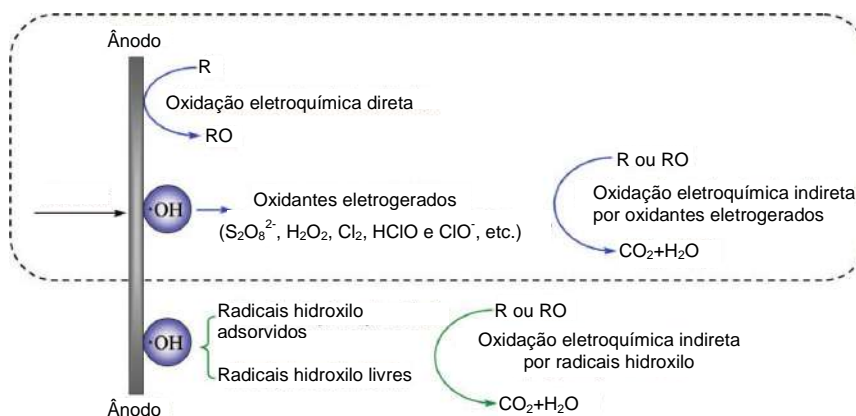 Ânodo
R
Oxidação eletroquímica direta
RO
·OH
Oxidantes eletrogerados
(S₂O₈²⁻, H₂O₂, Cl₂, HClO e ClO⁻, etc.)
R ou RO
Oxidação eletroquímica indireta
por oxidantes eletrogerados
CO₂+H₂O
·OH
Radicais hidroxilo
adsorvidos
Radicais hidroxilo livres
R ou RO
Oxidação eletroquímica indireta
por radicais hidroxilo
CO₂+H₂O
Ânodo